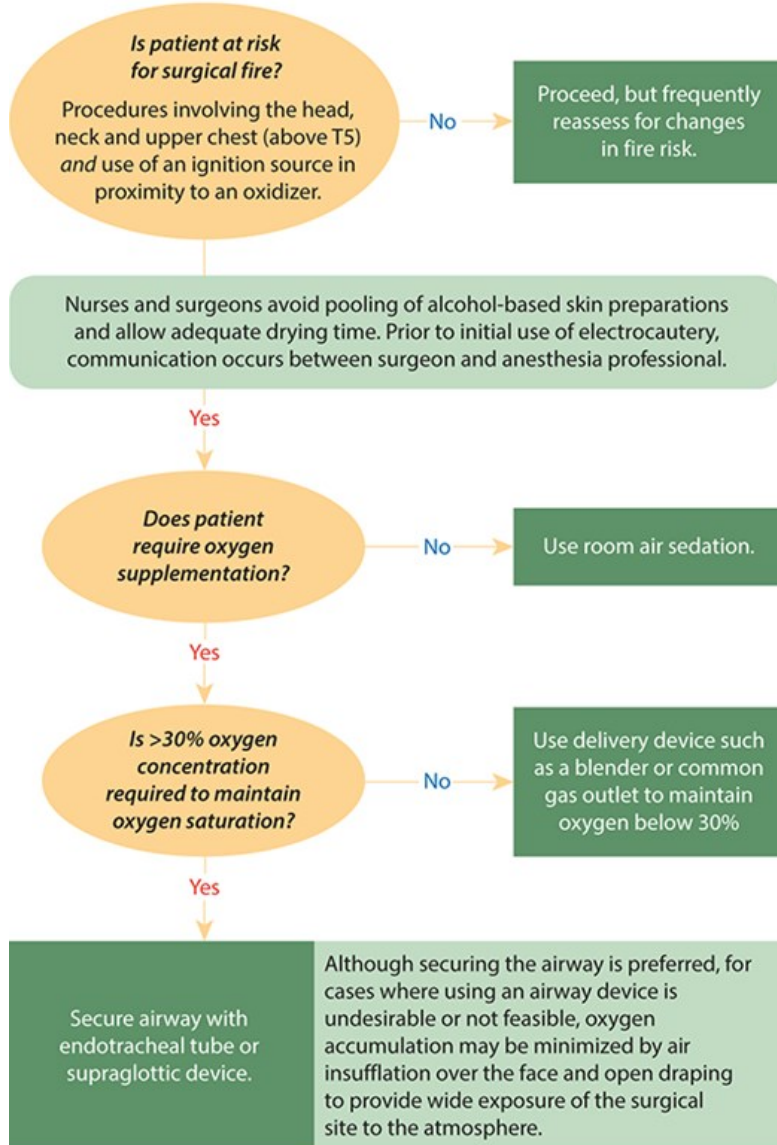 Is patient at risk
for surgical fire?
Procedures involving the head,
neck and upper chest (above T5)
and use of an ignition source in
proximity to an oxidizer.
No
Proceed, but frequently
reassess for changes
in fire risk.
Nurses and surgeons avoid pooling of alcohol-based skin preparations
and allow adequate drying time. Prior to initial use of electrocautery,
communication occurs between surgeon and anesthesia professional.
Yes
Does patient
require oxygen
supplementation?
No
Use room air sedation.
Yes
Is >30% oxygen
concentration
required to maintain
oxygen saturation?
No
Use delivery device such
as a blender or common
gas outlet to maintain
oxygen below 30%
Yes
Secure airway with
endotracheal tube or
supraglottic device.
Although securing the airway is preferred, for
cases where using an airway device is
undesirable or not feasible, oxygen
accumulation may be minimized by air
insufflation over the face and open draping
to provide wide exposure of the surgical
site to the atmosphere.